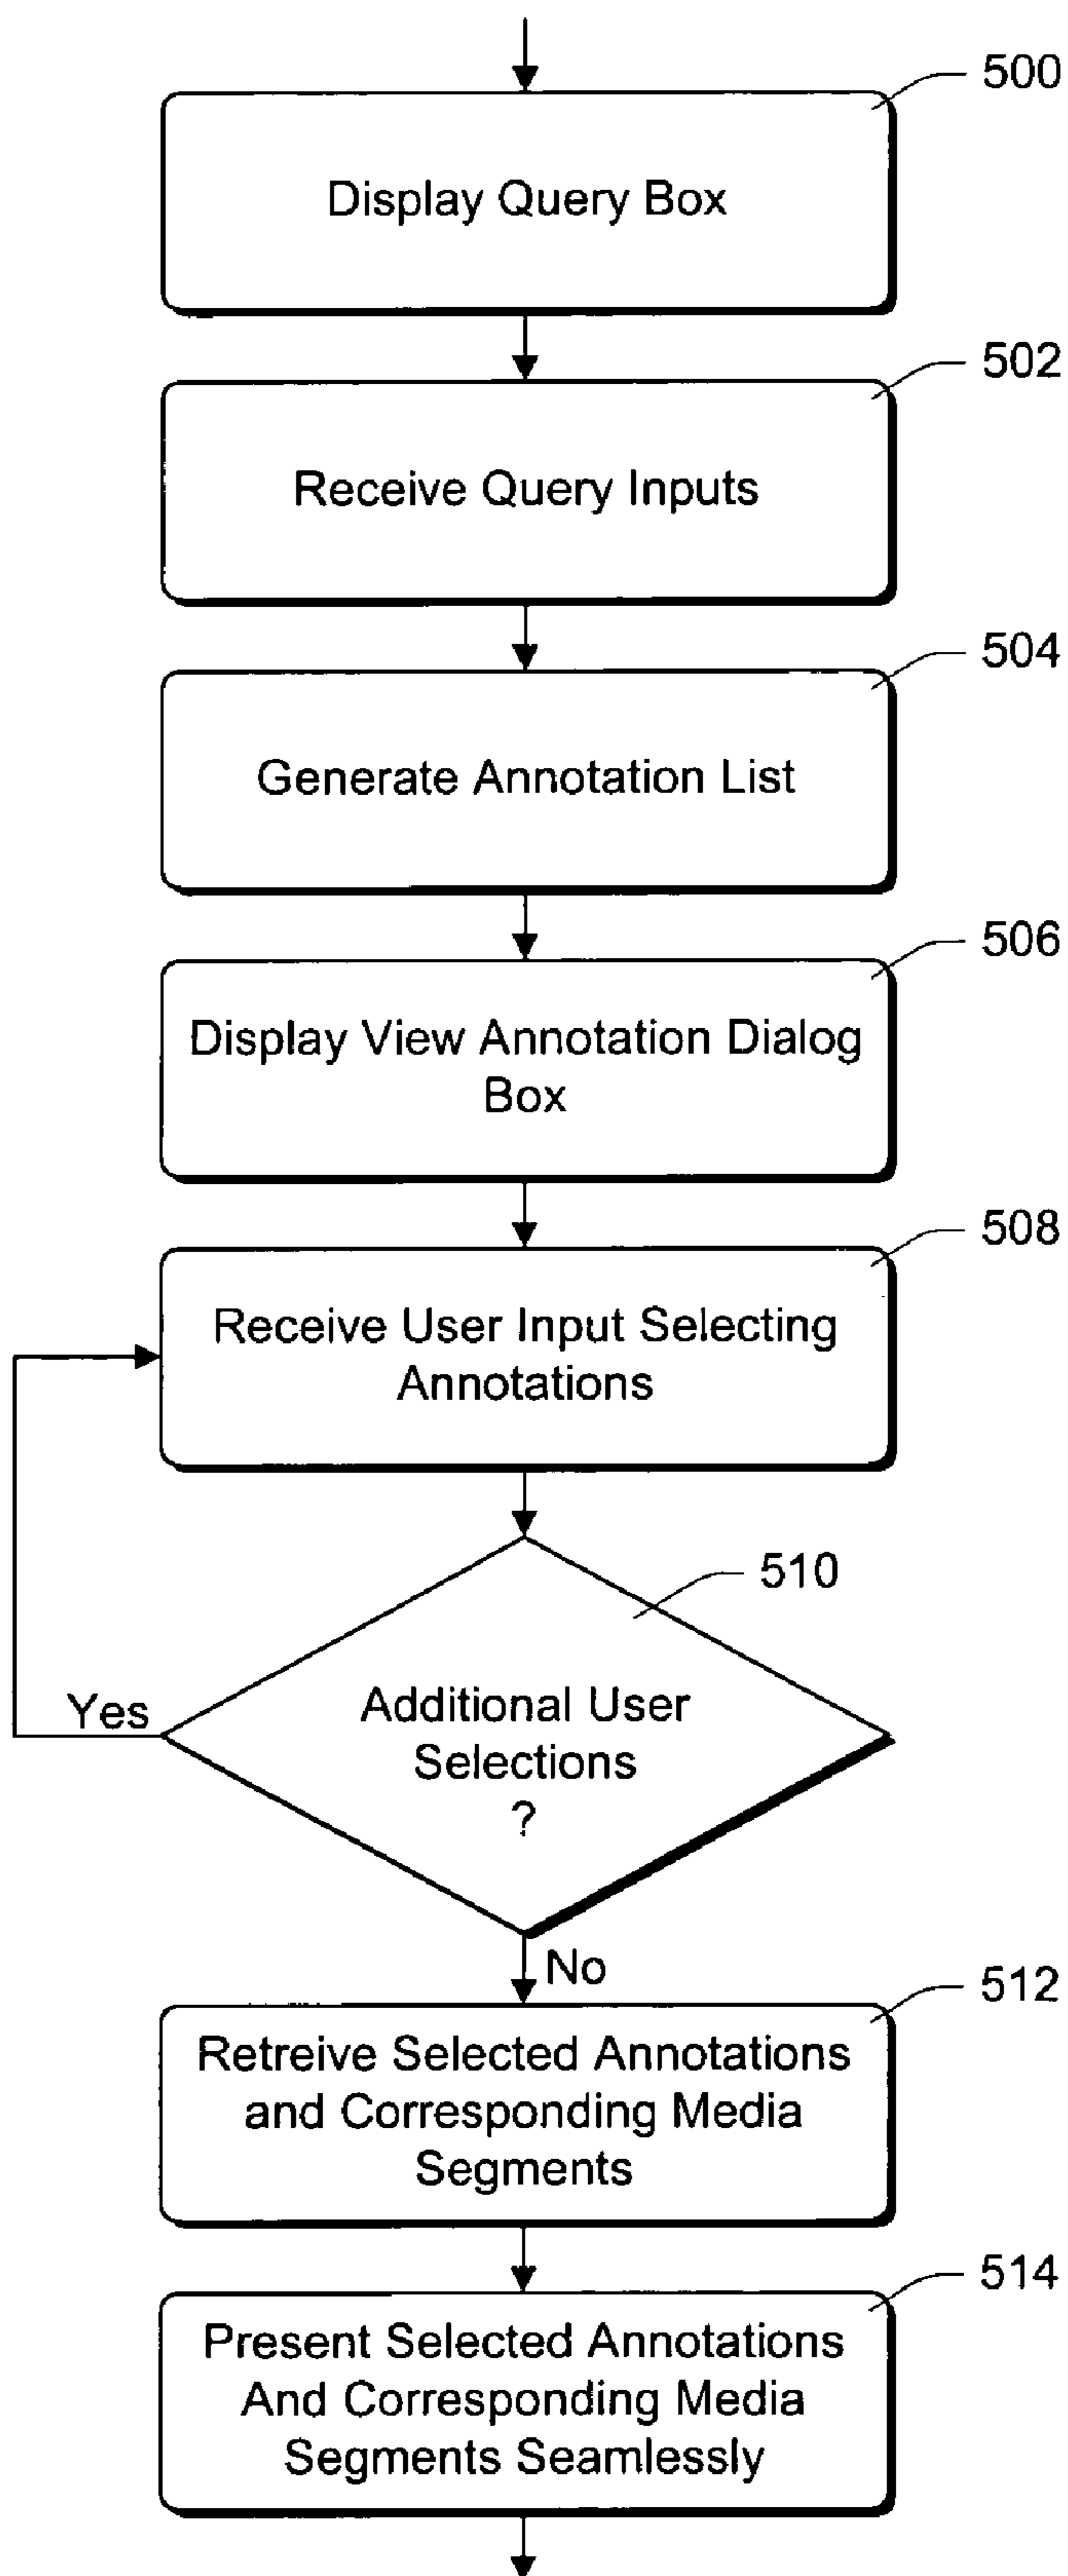 500
Display Query Box
502
Receive Query Inputs
504
Generate Annotation List
506
Display View Annotation Dialog
Box
508
Receive User Input Selecting
Annotations
510
Additional User
Selections
?
Yes
No
512
Retreive Selected Annotations
and Corresponding Media
Segments
514
Present Selected Annotations
And Corresponding Media
Segments Seamlessly